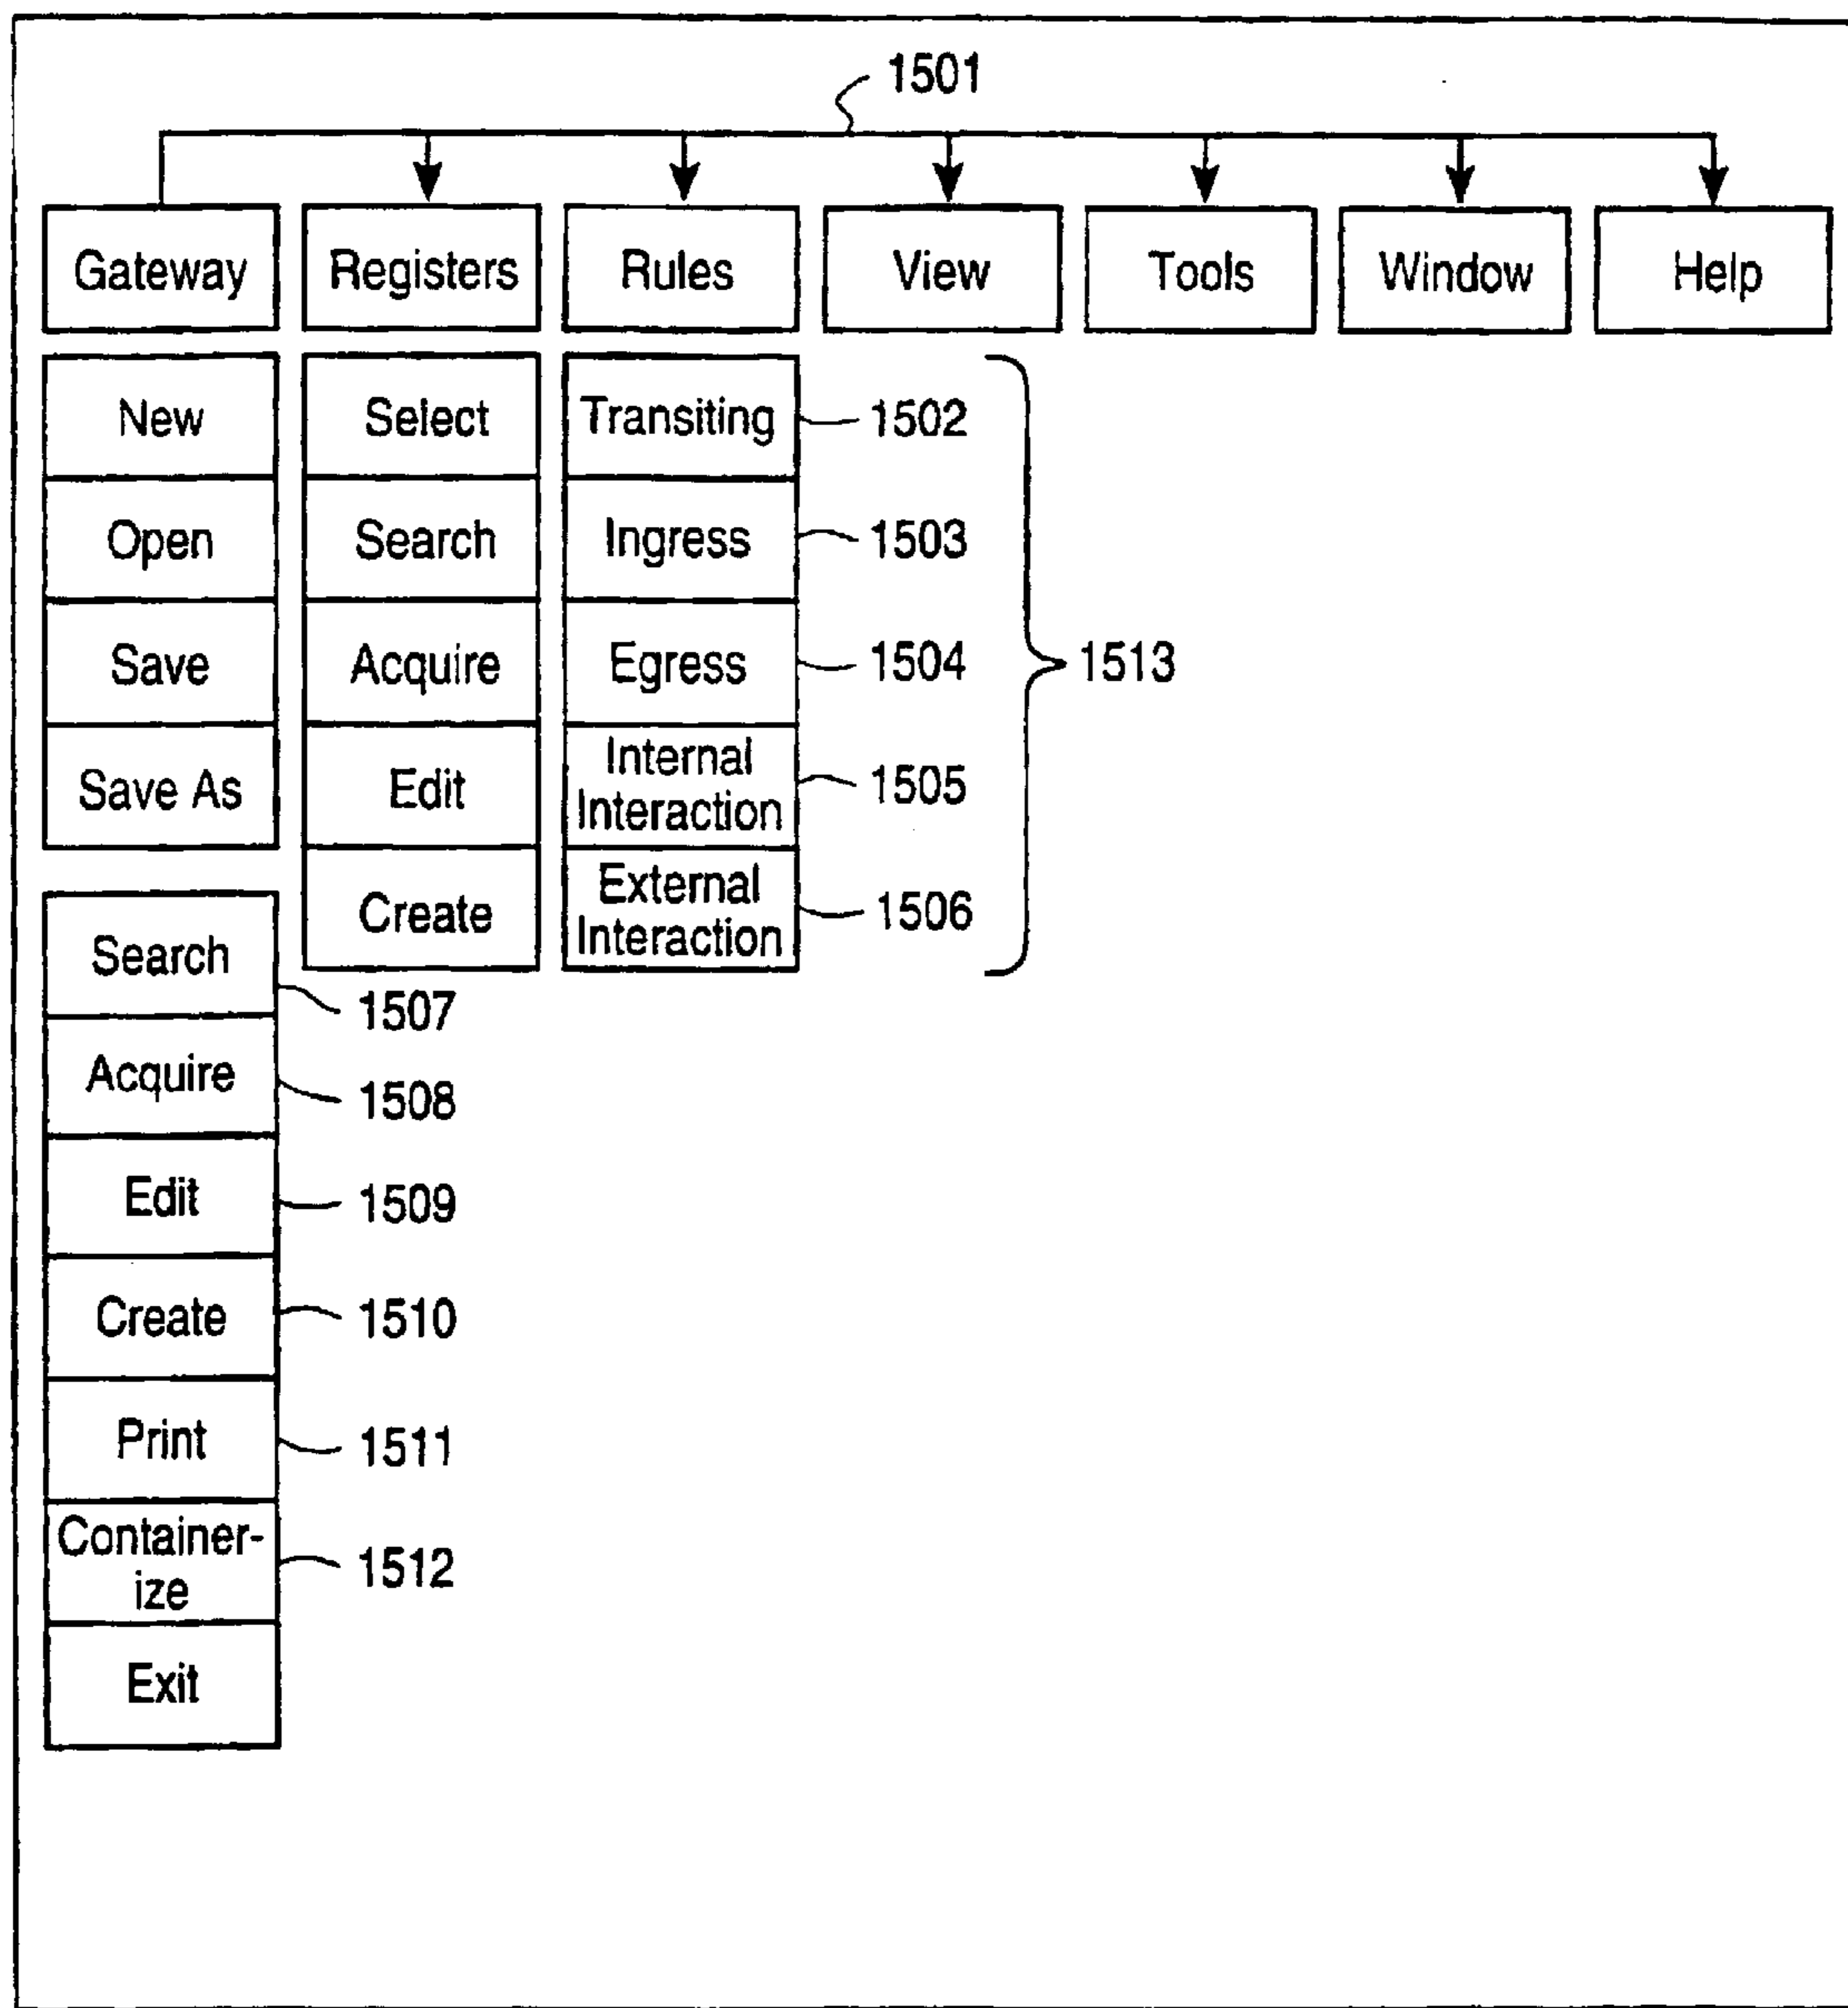 1501
Gateway
Registers
Rules
View
Tools
Window
Help
New
Open
Save
Save As
Select
Search
Acquire
Edit
Create
Transiting
1502
Ingress
1503
Egress
1504
Internal
Interaction
1505
External
Interaction
1506
1513
Search
1507
Acquire
1508
Edit
1509
Create
1510
Print
1511
Container-
ize
1512
Exit